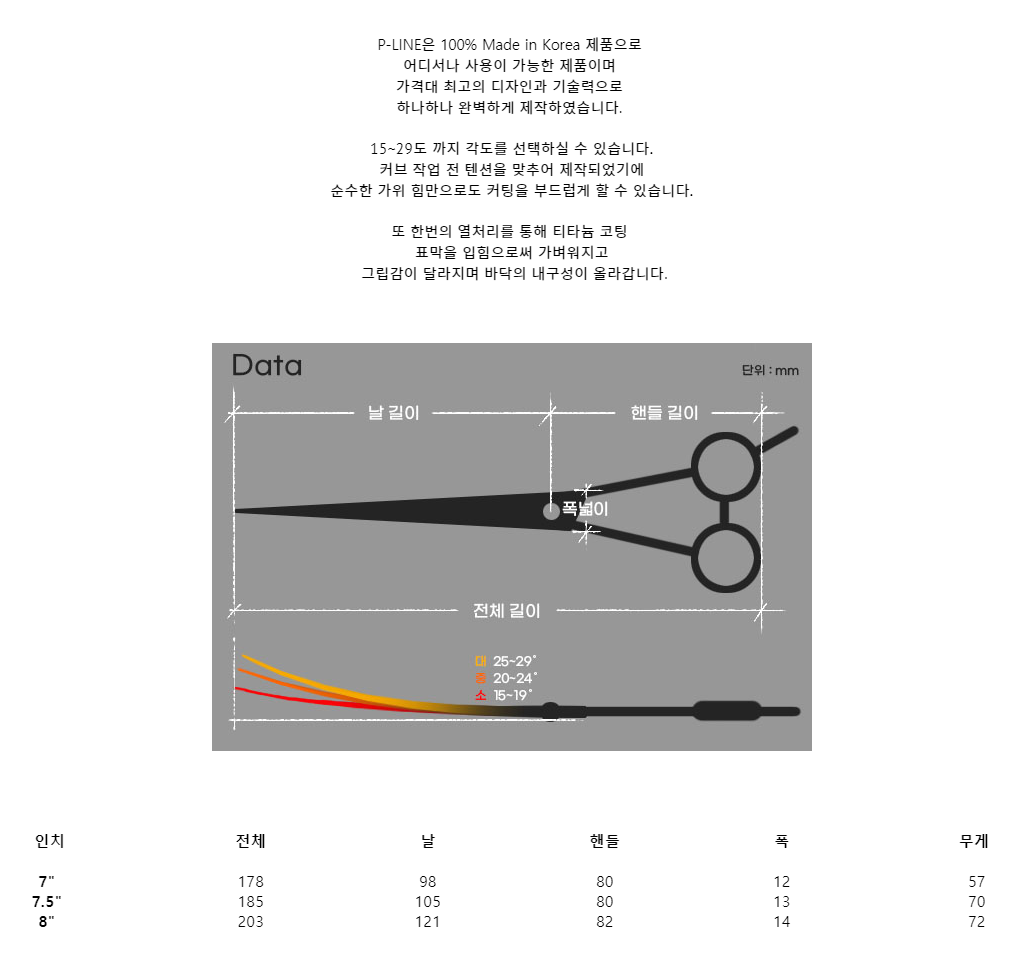 P-LINE은 100% Made in Korea 제품으로
어디서나 사용이 가능한 제품이며
가격대 최고의 디자인과 기술력으로
하나하나 완벽하게 제작하였습니다.
15~29도 까지 각도를 선택하실 수 있습니다.
커브 작업 전 텐션을 맞추어 제작되었기에
순수한 가위 힘만으로도 커팅을 부드럽게 할 수 있습니다.
또 한번의 열처리를 통해 티타늄 코팅
표막을 입힘으로써 가벼워지고
그립감이 달라지며 바닥의 내구성이 올라갑니다.
Data
단위 : mm
날 길이
핸들 길이
폭넓이
전체 길이
대 25~29˚
중 20~24˚
소 15~19˚
인치 전체 날 핸들 폭 무게
7" 178 98 80 12 57
7.5" 185 105 80 13 70
8" 203 121 82 14 72